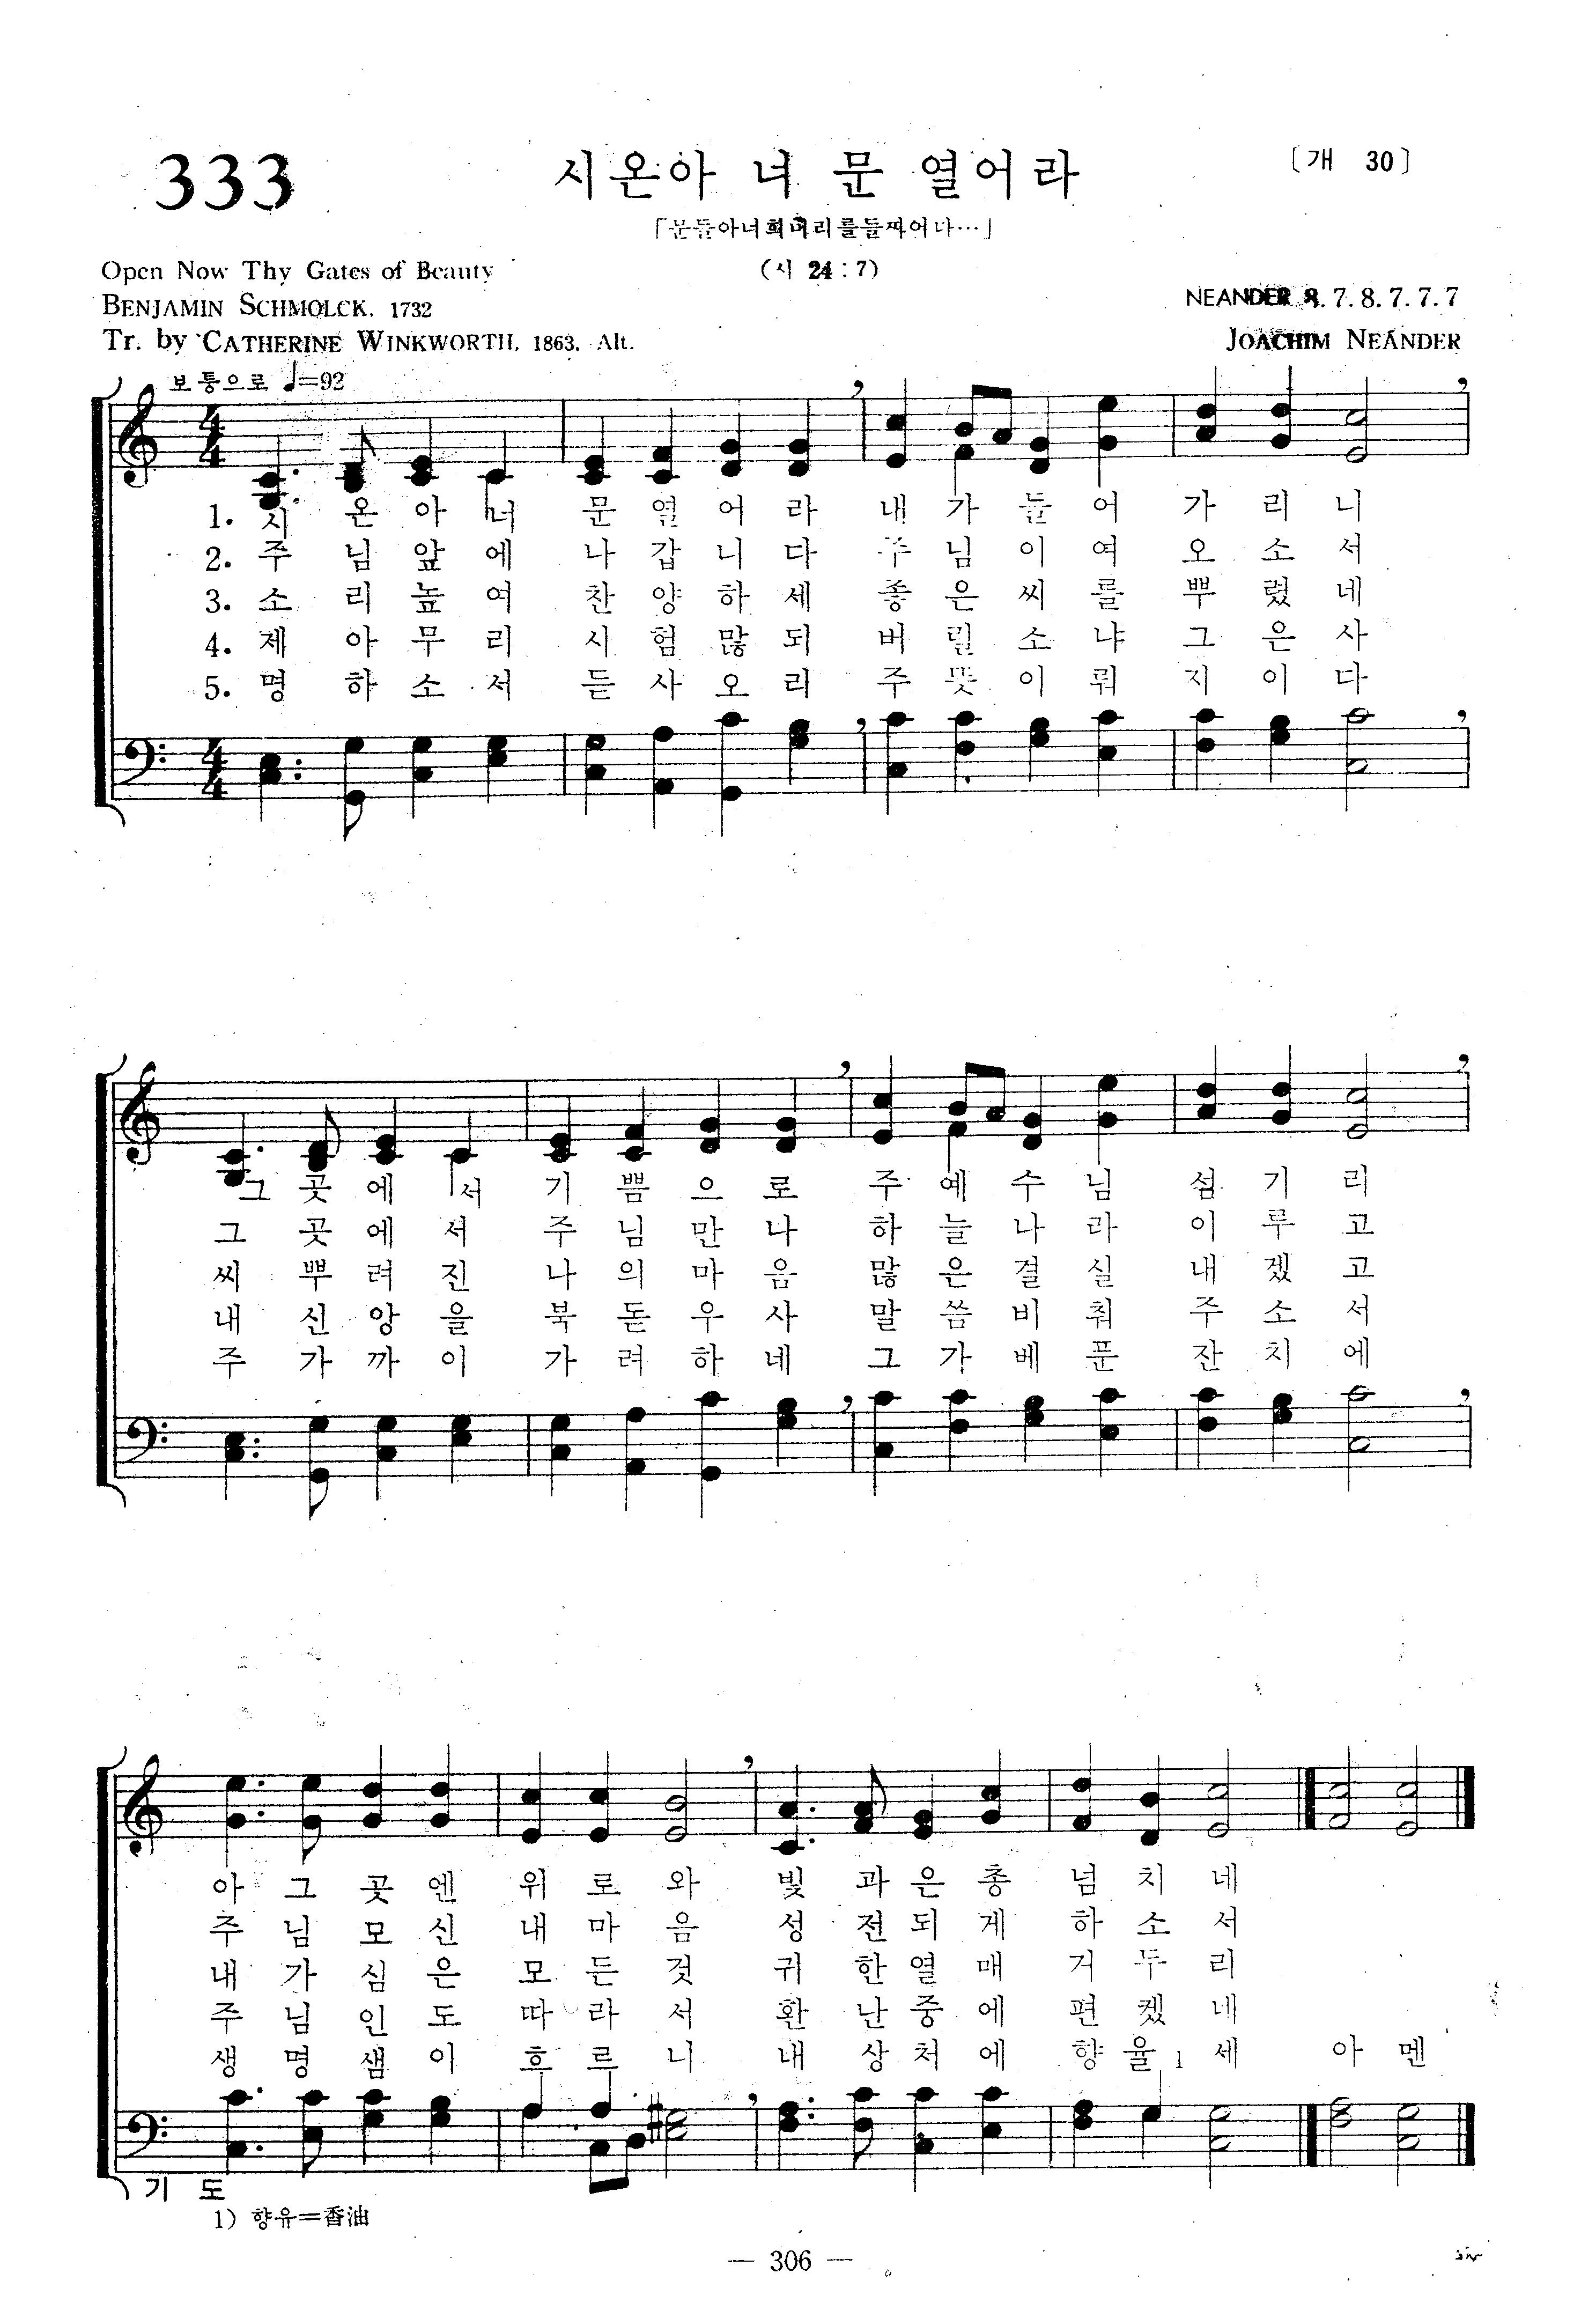 333
시온아 너 문 열어라
〔개 30〕
「문들아너희머리를들찌어다…」
(시 24 : 7)
Open Now Thy Gates of Beauty
BENJAMIN SCHMOLCK. 1732
Tr. by CATHERINE WINKWORTH. 1863. Alt.
NEANDER 8. 7. 8. 7. 7. 7
JOACHIM NEANDER
보통으로 ♩=92
4 4
1. 시 온 아 너 문 열 어 라 내 가 들 어 가 리 니
2. 주 님 앞 에 나 갑 니 다 주 님 이 여 오 소 서
3. 소 리 높 여 찬 양 하 세 좋 은 씨 를 뿌 렸 네
4. 제 아 무 리 시 험 많 되 버 릴 소 냐 그 은 사
5. 명 하 소 서 듣 사 오 리 주 뜻 이 뤄 지 이 다
4 4
그 곳 에 서 기 쁨 으 로 주 예 수 님 섬 기 리
그 곳 에 서 주 님 만 나 하 늘 나 라 이 루 고
씨 뿌 려 진 나 의 마 음 많 은 결 실 내 겠 고
내 신 앙 을 북 돋 우 사 말 씀 비 춰 주 소 서
주 가 까 이 가 려 하 네 그 가 베 푼 잔 치 에
아 그 곳 엔 위 로 와 빛 과 은 총 넘 치 네
주 님 모 신 내 마 음 성 전 되 게 하 소 서
내 가 심 은 모 든 것 귀 한 열 매 거 두 리
주 님 인 도 따 라 서 환 난 중 에 편 켔 네
생 명 샘 이 흐 르 니 내 상 처 에 향 율 1 세 아 멘
기 도
1) 향유=香油
— 306 —